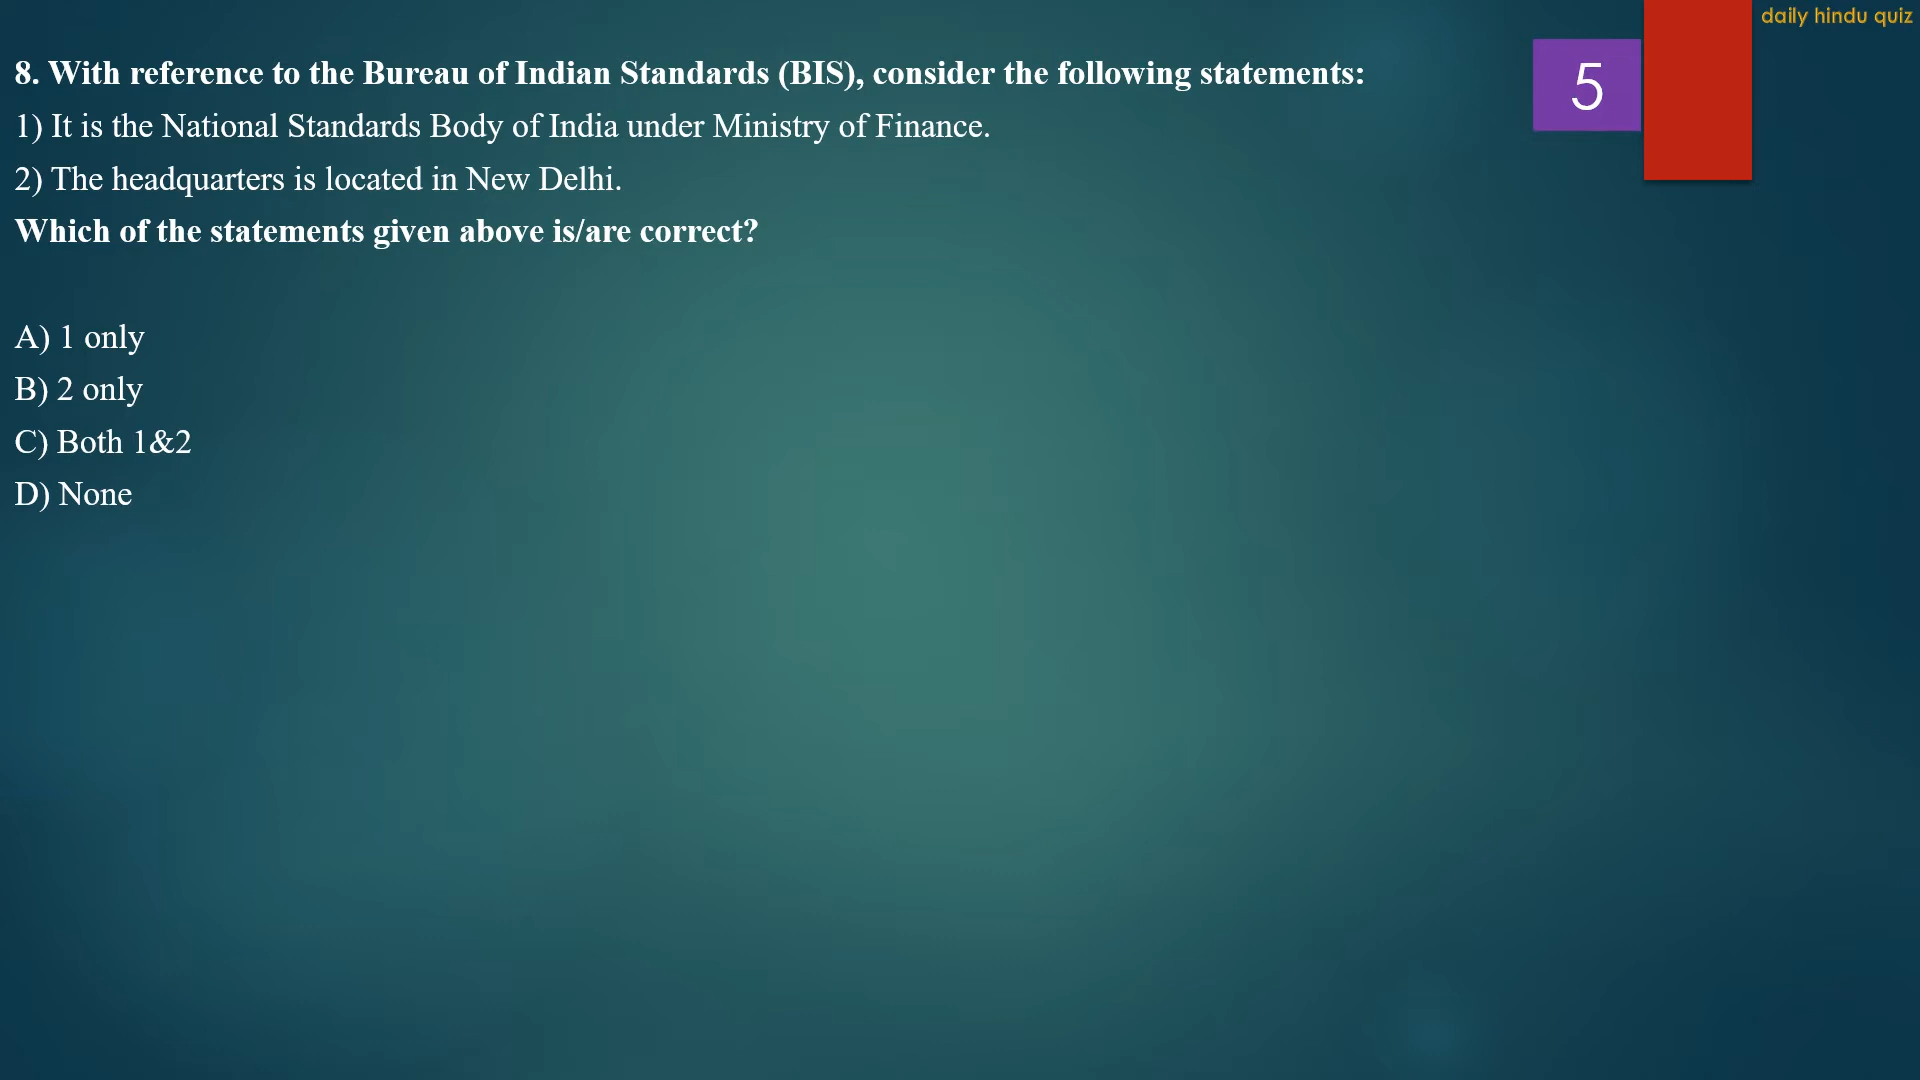 daily hindu quiz
5
8. With reference to the Bureau of Indian Standards (BIS), consider the following statements:
1) It is the National Standards Body of India under Ministry of Finance.
2) The headquarters is located in New Delhi.
Which of the statements given above is/are correct?
A) 1 only
B) 2 only
C) Both 1&2
D) None